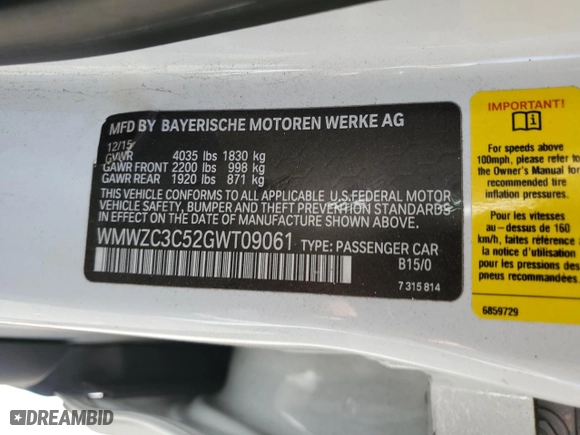 MFD BY BAYERISCHE MOTOREN WERKE AG
12/15
GVWR 4035 lbs 1830 kg
GAWR FRONT 2200 lbs 998 kg
GAWR REAR 1920 lbs 871 kg
THIS VEHICLE CONFORMS TO ALL APPLICABLE U.S.FEDERAL MOTOR
VEHICLE SAFETY, BUMPER AND THEFT PREVENTION STANDARDS
IN EFFECT ON THE DATE OF MANUFACTURE SHOWN ABOVE.
WMWZC3C52GWT09061 TYPE: PASSENGER CAR
B15/0
7 315 814
IMPORTANT!
For speeds above
100mph, please refer to
the Owner's Manual for
recommended tire
inflation pressures.
Pour les vitesses
au - dessus de 160
km/h, faites référence à
la notice d'utilisation
pour les pressions des
pneus recommandées.
6859729
DREAMBID